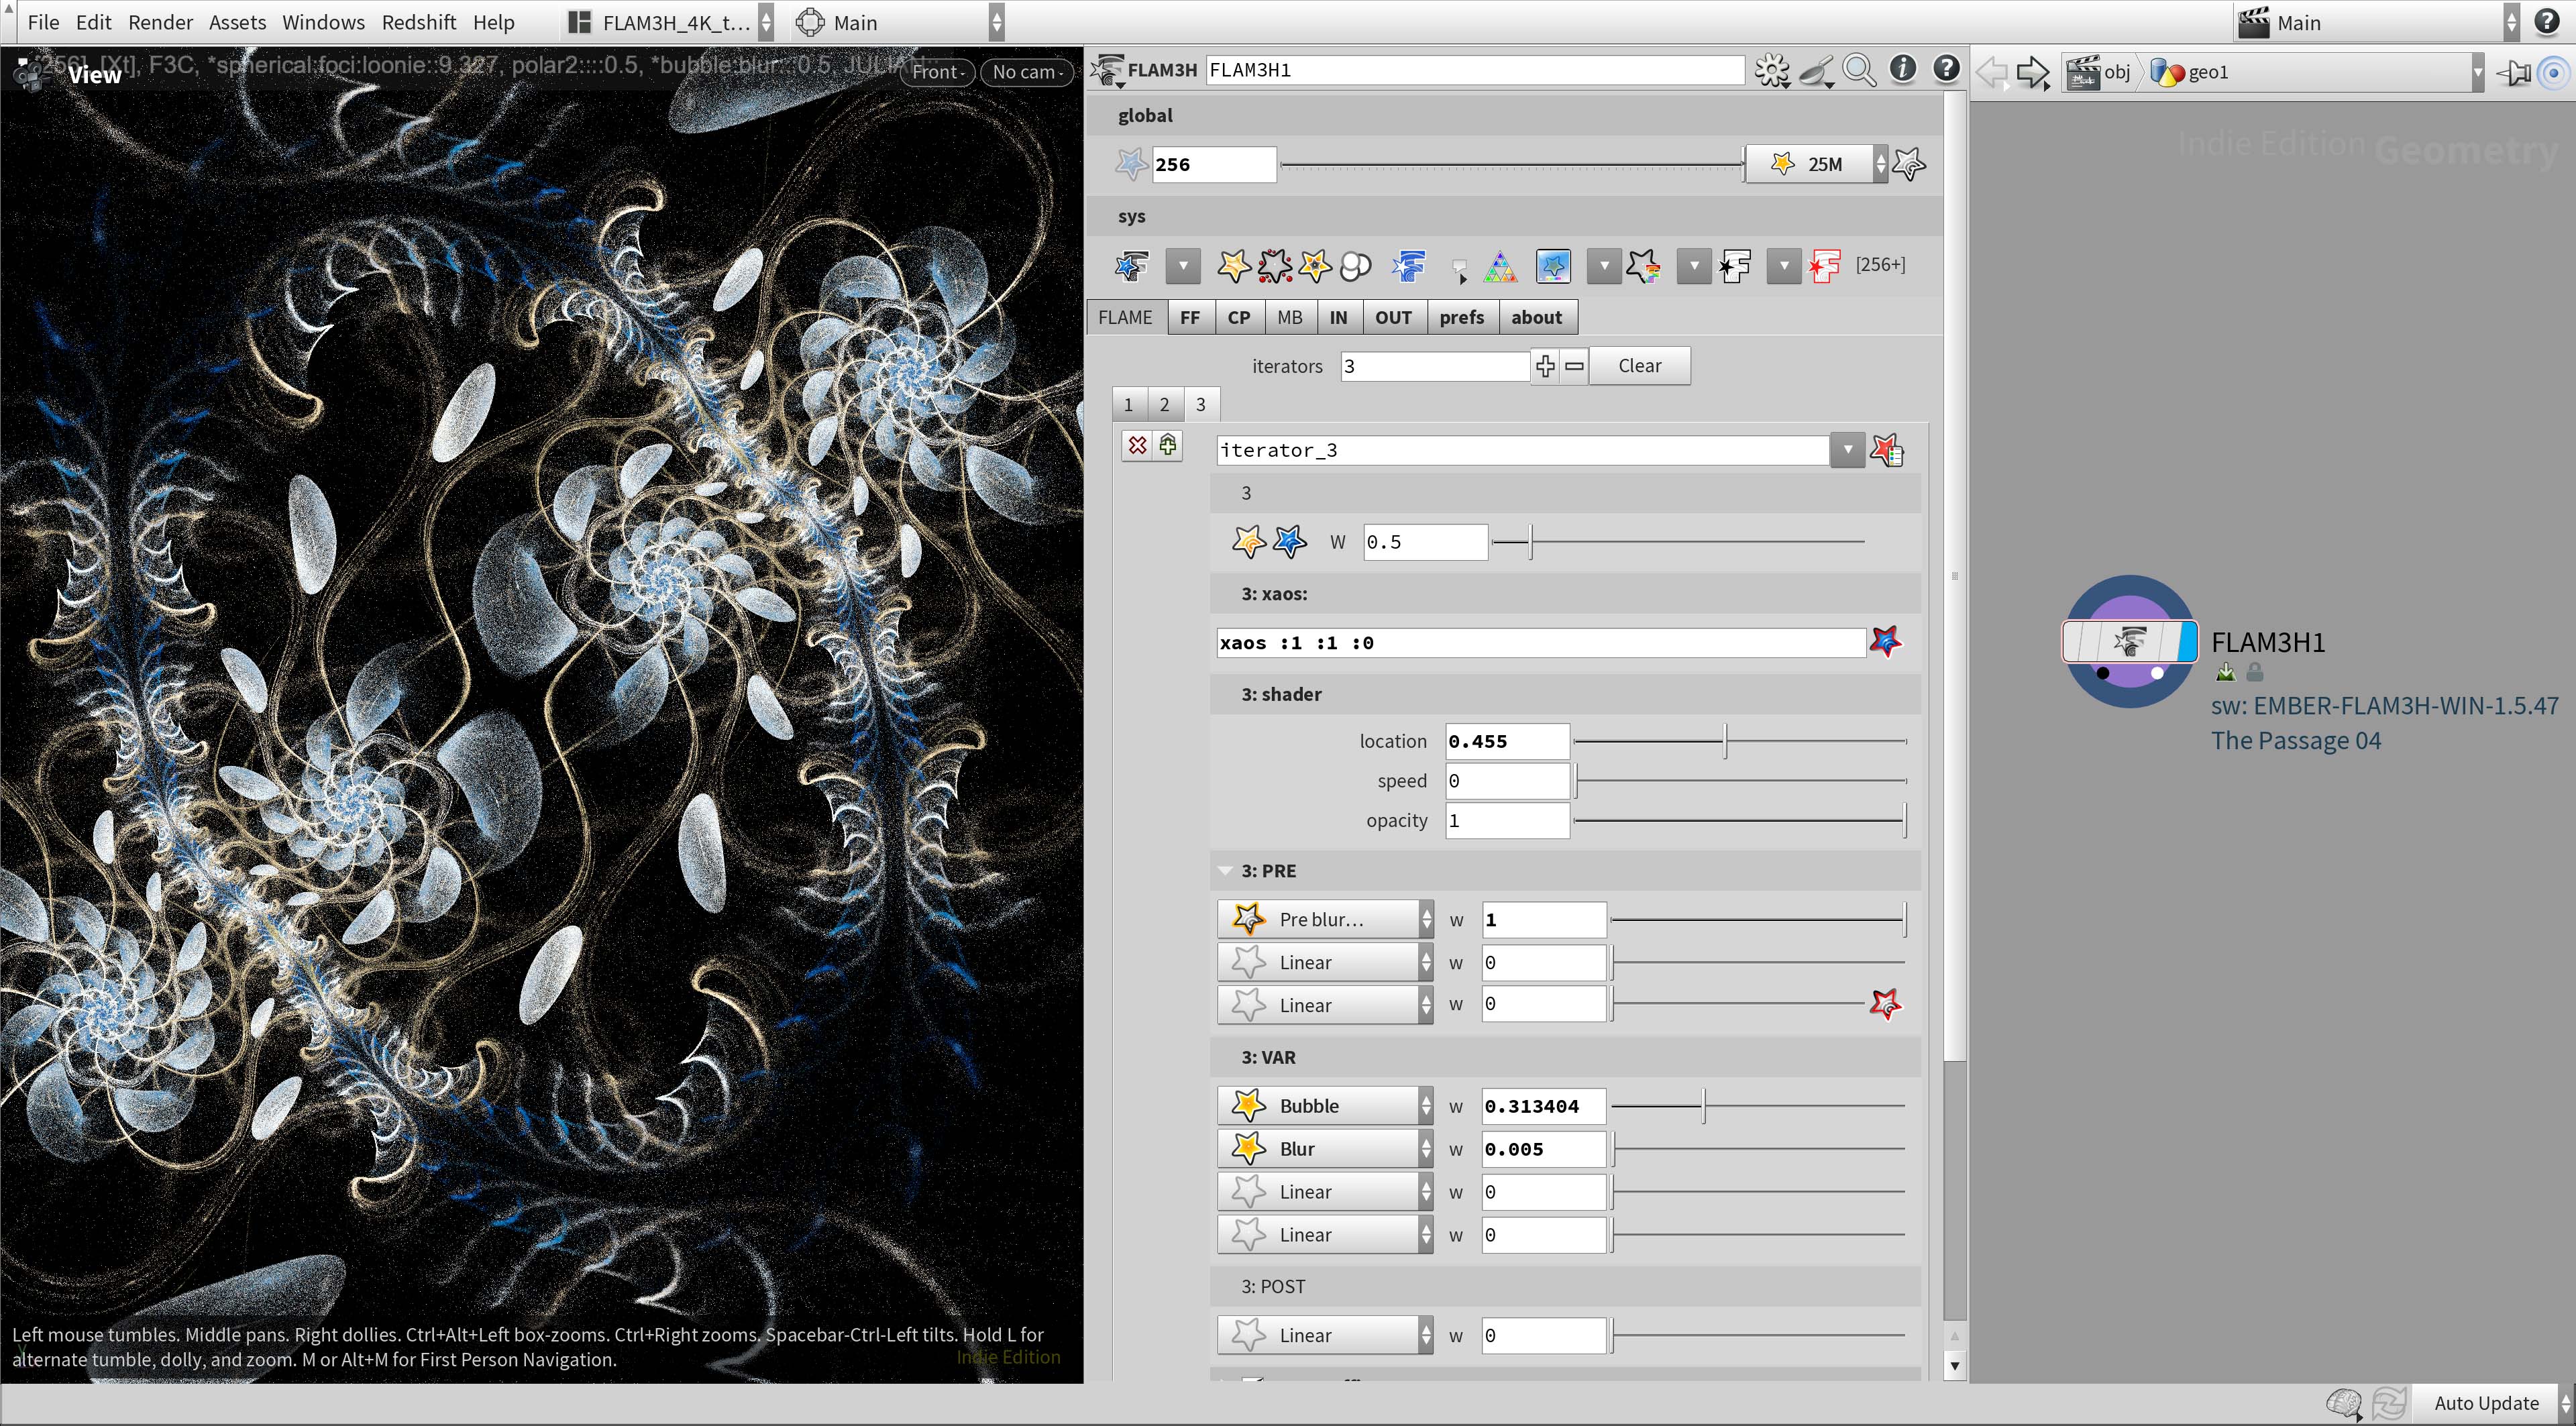 File Edit Render Assets Windows Redshift Help FLAM3H_4K_t... Main Main
View Front No cam
256], [Xt], F3C, *spherical:foci:loonie::9.327, polar2::::0.5, *bubble:blur::0.5
FLAM3H FLAM3H1
obj geo1
Indie Edition Geometry
global
256 25M
sys
[256+]
FLAME FF CP MB IN OUT prefs about
iterators 3 Clear
1 2 3
iterator_3
3
W 0.5
3: xaos:
xaos :1 :1 :0
3: shader
location 0.455
speed 0
opacity 1
3: PRE
Pre blur... w 1
Linear w 0
Linear w 0
3: VAR
Bubble w 0.313404
Blur w 0.005
Linear w 0
Linear w 0
3: POST
Linear w 0
FLAM3H1
sw: EMBER-FLAM3H-WIN-1.5.47
The Passage 04
Left mouse tumbles. Middle pans. Right dollies. Ctrl+Alt+Left box-zooms. Ctrl+Right zooms. Spacebar-Ctrl-Left tilts. Hold L for
alternate tumble, dolly, and zoom. M or Alt+M for First Person Navigation.
Indie Edition
Auto Update